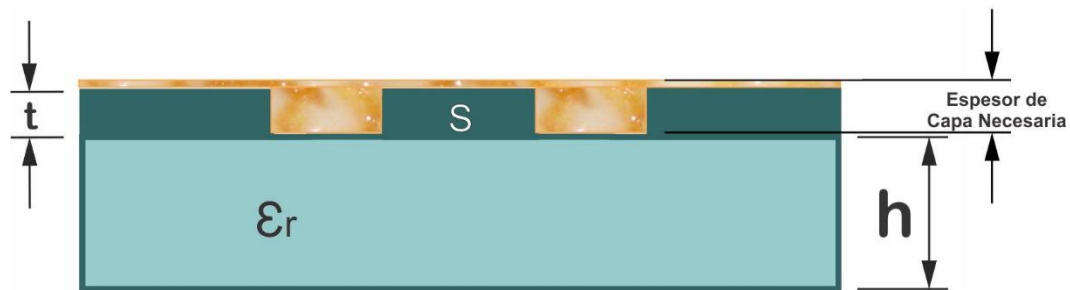 t
S
Espesor de
Capa Necesaria
εr
h